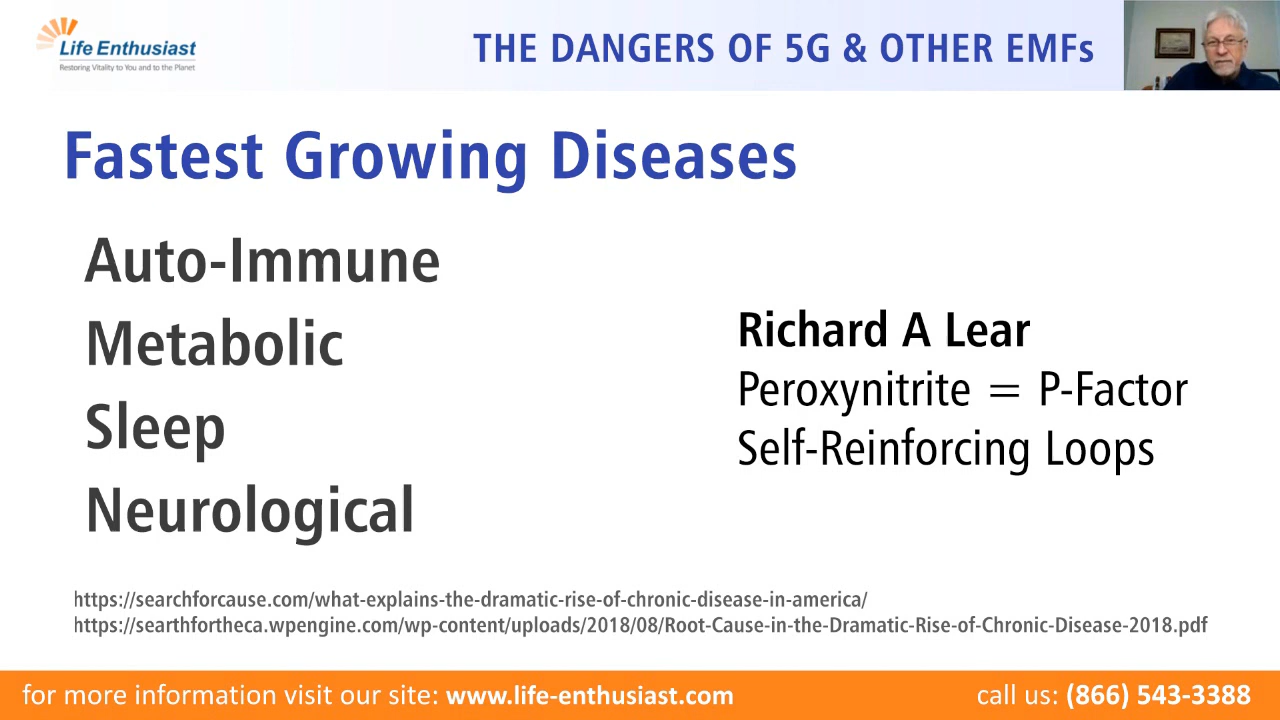 Life Enthusiast
Restoring Vitality to You and to the Planet
THE DANGERS OF 5G & OTHER EMFs
Fastest Growing Diseases
Auto-Immune
Metabolic
Sleep
Neurological
Richard A Lear
Peroxynitrite = P-Factor
Self-Reinforcing Loops
https://searchforcause.com/what-explains-the-dramatic-rise-of-chronic-disease-in-america/
https://searthfortheca.wpengine.com/wp-content/uploads/2018/08/Root-Cause-in-the-Dramatic-Rise-of-Chronic-Disease-2018.pdf
for more information visit our site: www.life-enthusiast.com
call us: (866) 543-3388